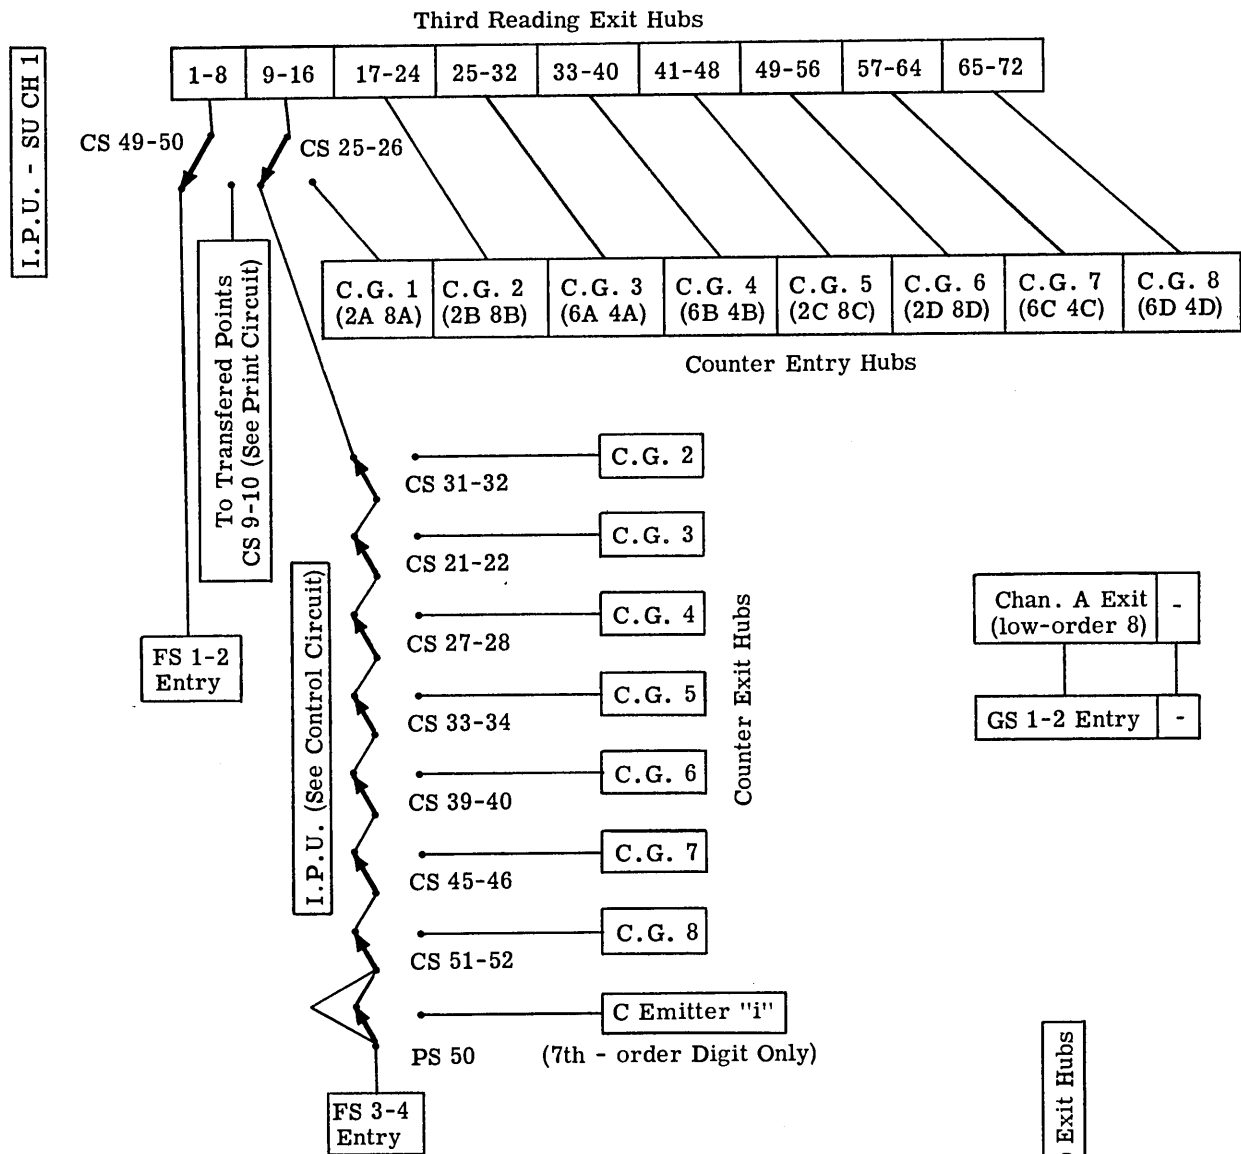 Third Reading Exit Hubs
I.P.U. - SU CH 1
1-8 9-16 17-24 25-32 33-40 41-48 49-56 57-64 65-72
CS 49-50
CS 25-26
To Transfered Points
CS 9-10 (See Print Circuit)
C.G. 1 C.G. 2 C.G. 3 C.G. 4 C.G. 5 C.G. 6 C.G. 7 C.G. 8
(2A 8A) (2B 8B) (6A 4A) (6B 4B) (2C 8C) (2D 8D) (6C 4C) (6D 4D)
Counter Entry Hubs
C.G. 2
CS 31-32
C.G. 3
CS 21-22
C.G. 4
CS 27-28
C.G. 5
CS 33-34
C.G. 6
CS 39-40
C.G. 7
CS 45-46
C.G. 8
CS 51-52
C Emitter "i"
PS 50 (7th - order Digit Only)
I.P.U. (See Control Circuit)
Counter Exit Hubs
FS 1-2
Entry
FS 3-4
Entry
Chan. A Exit -
(low-order 8)
GS 1-2 Entry -
Exit Hubs